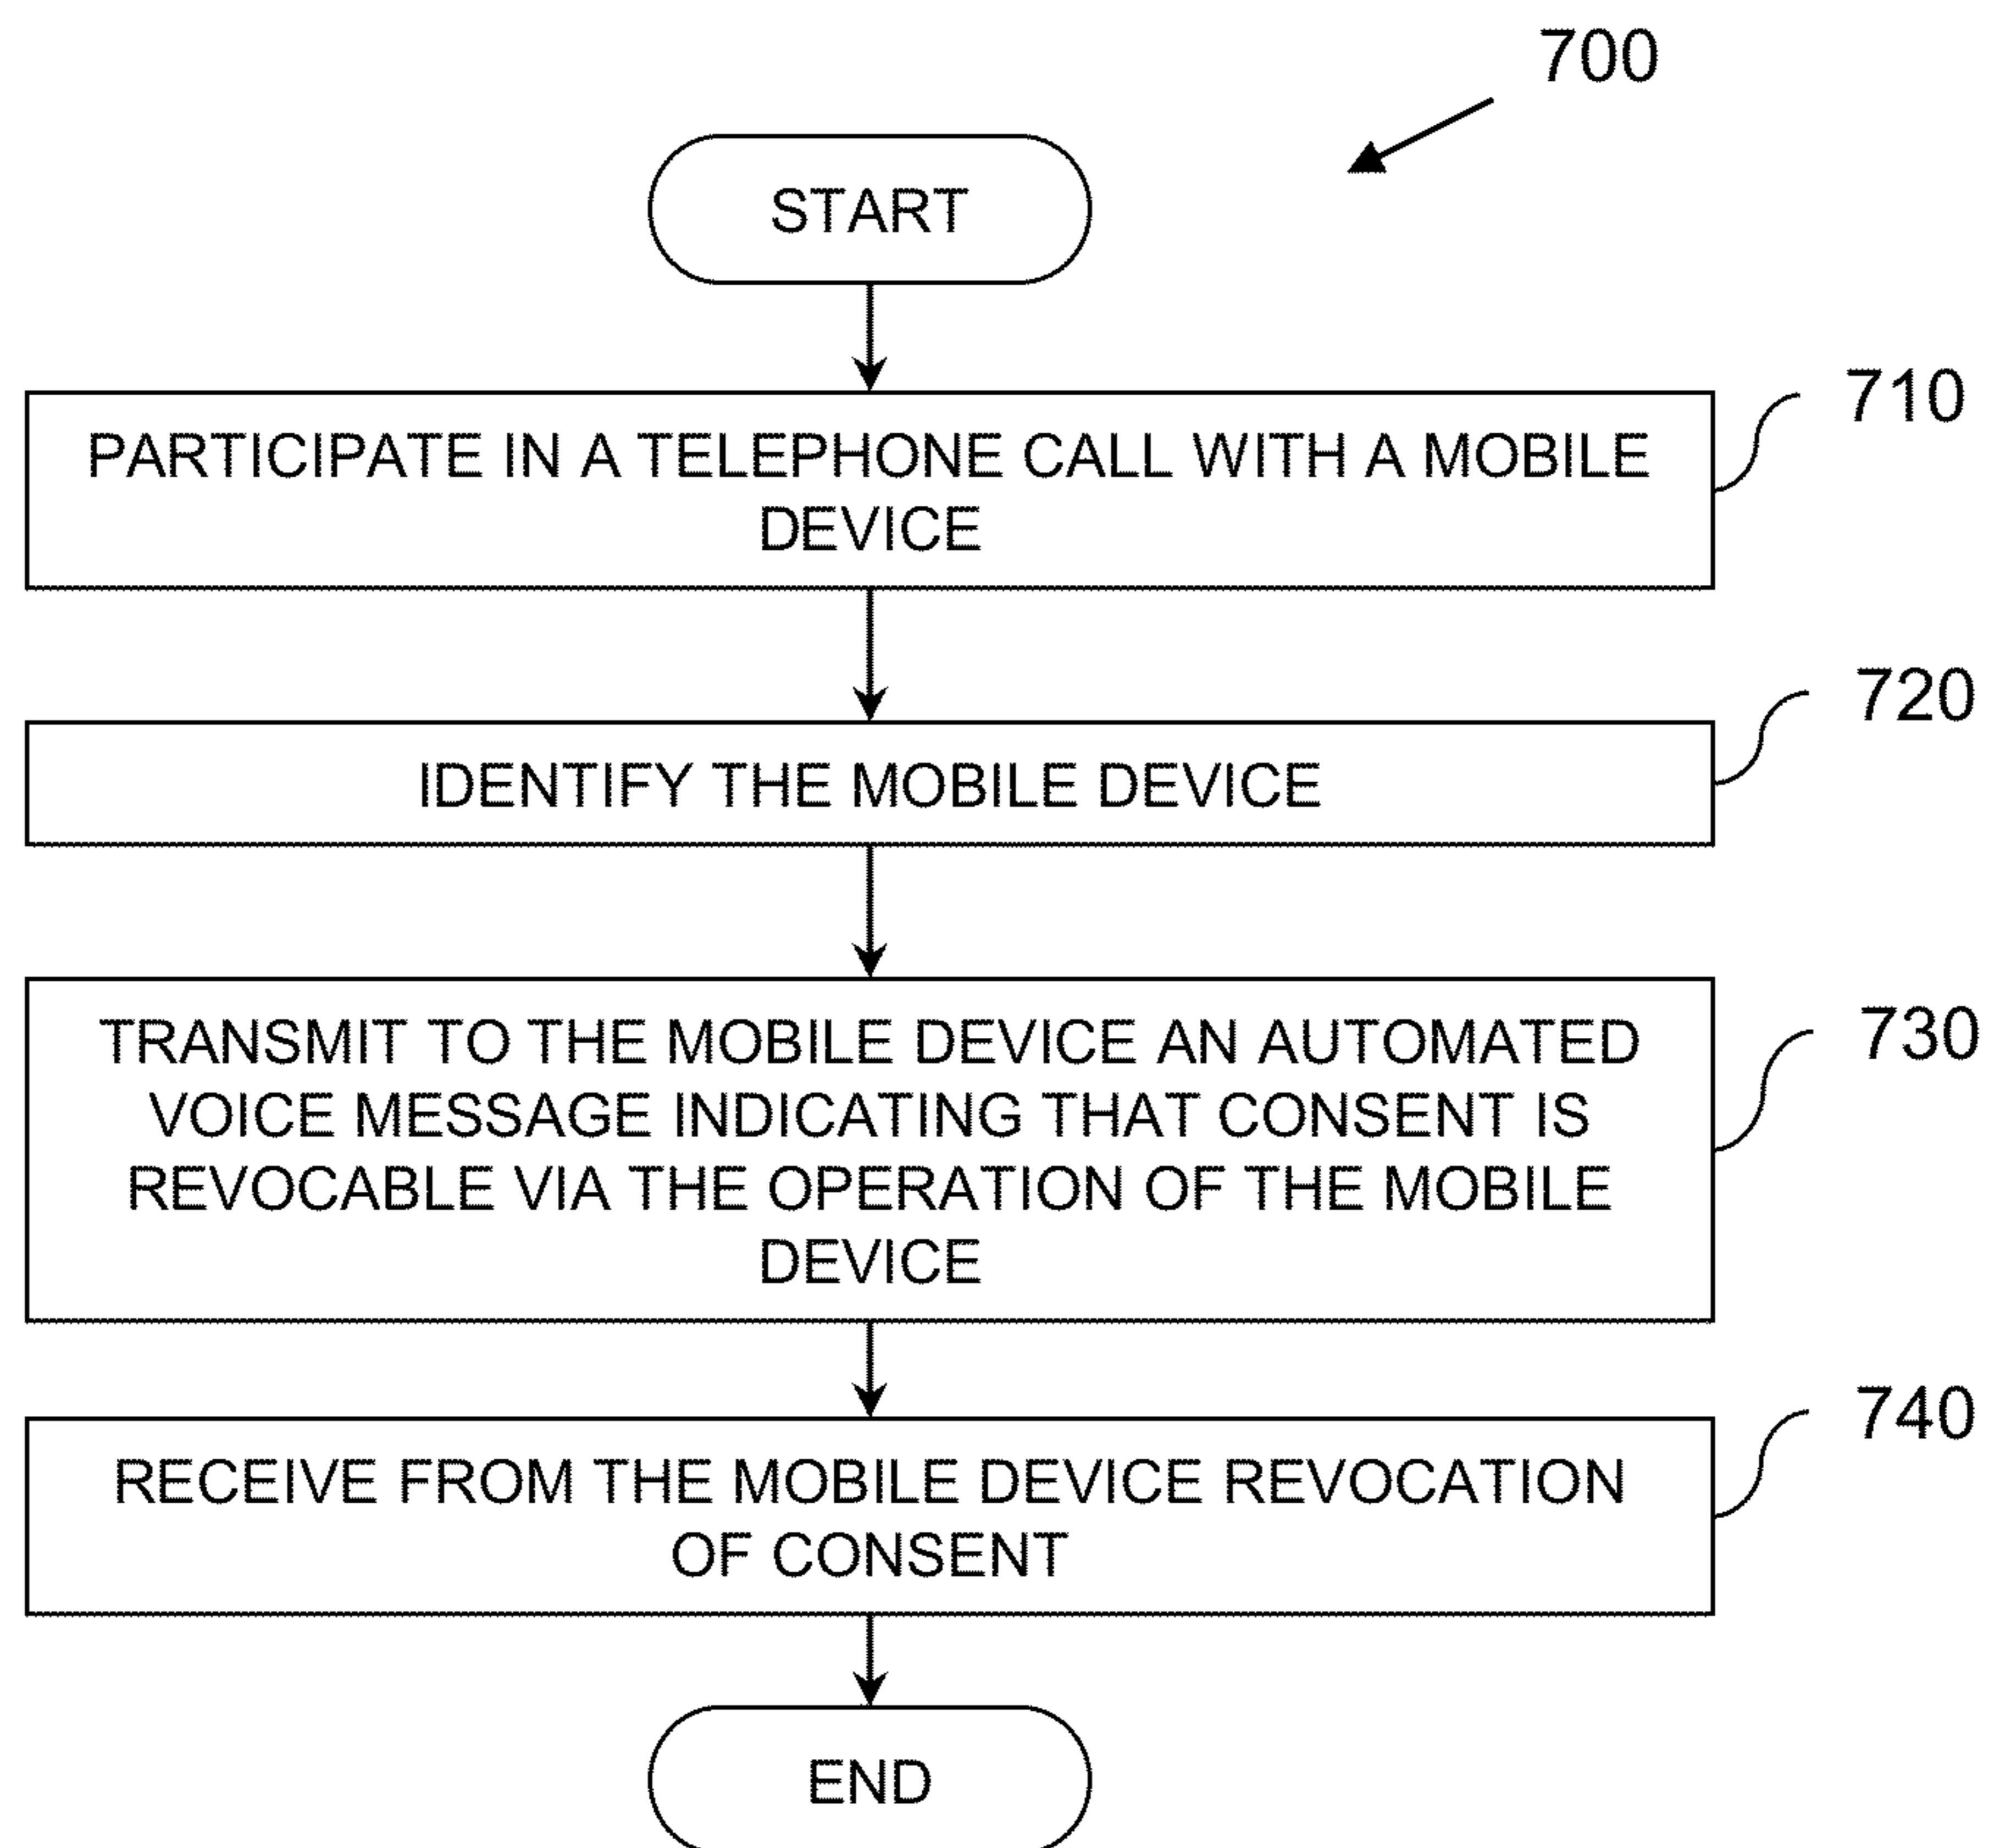 700
START
710
PARTICIPATE IN A TELEPHONE CALL WITH A MOBILE
DEVICE
720
IDENTIFY THE MOBILE DEVICE
730
TRANSMIT TO THE MOBILE DEVICE AN AUTOMATED
VOICE MESSAGE INDICATING THAT CONSENT IS
REVOCABLE VIA THE OPERATION OF THE MOBILE
DEVICE
740
RECEIVE FROM THE MOBILE DEVICE REVOCATION
OF CONSENT
END